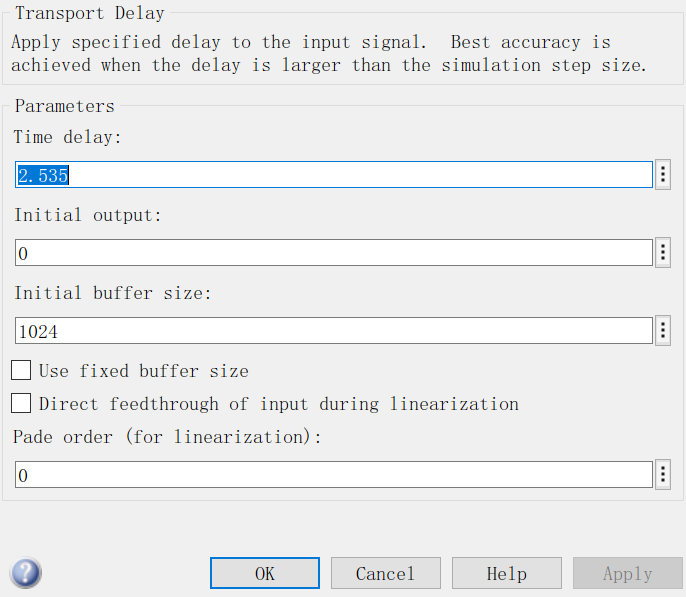 Transport Delay
Apply specified delay to the input signal.  Best accuracy is
achieved when the delay is larger than the simulation step size.
Parameters
Time delay:
2.535
Initial output:
0
Initial buffer size:
1024
Use fixed buffer size
Direct feedthrough of input during linearization
Pade order (for linearization):
0
? OK Cancel Help Apply